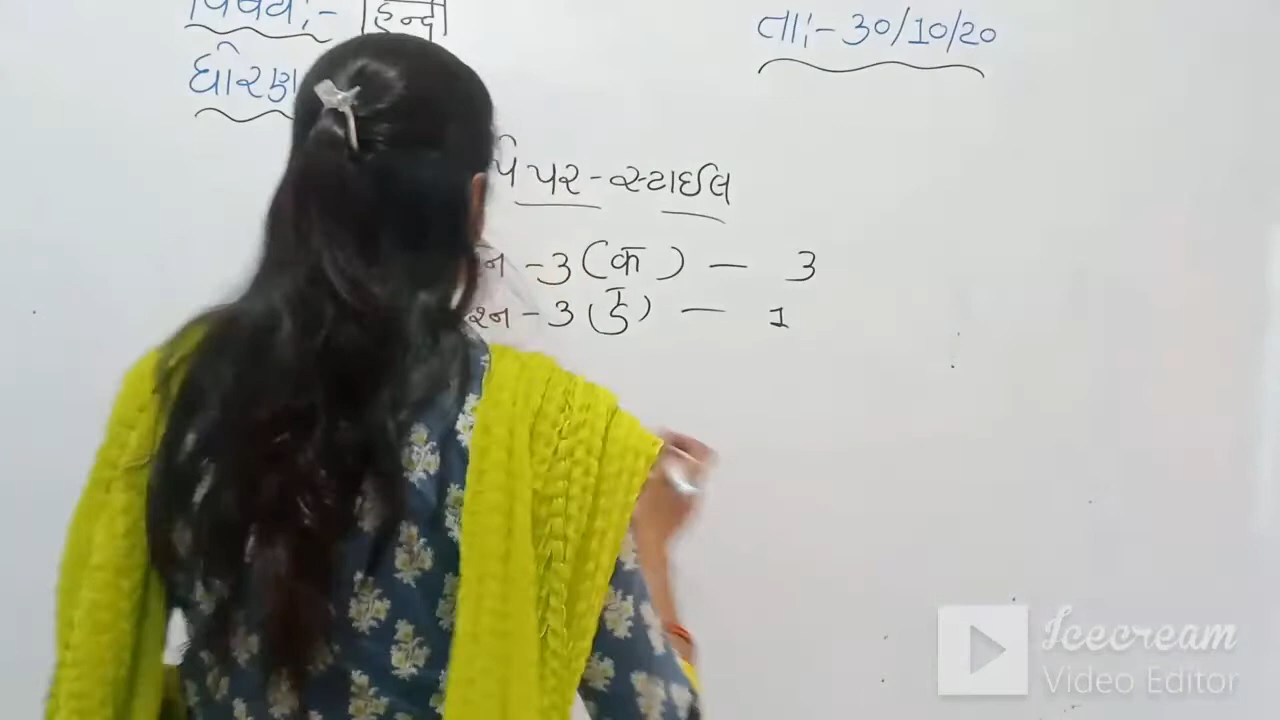 વિષય :- हिन्दी
તા:- 30/10/20
ધોરણ
પેપર - સ્ટાઈલ
-3 (क) — 3
-3 — 1
Icecream
Video Editor